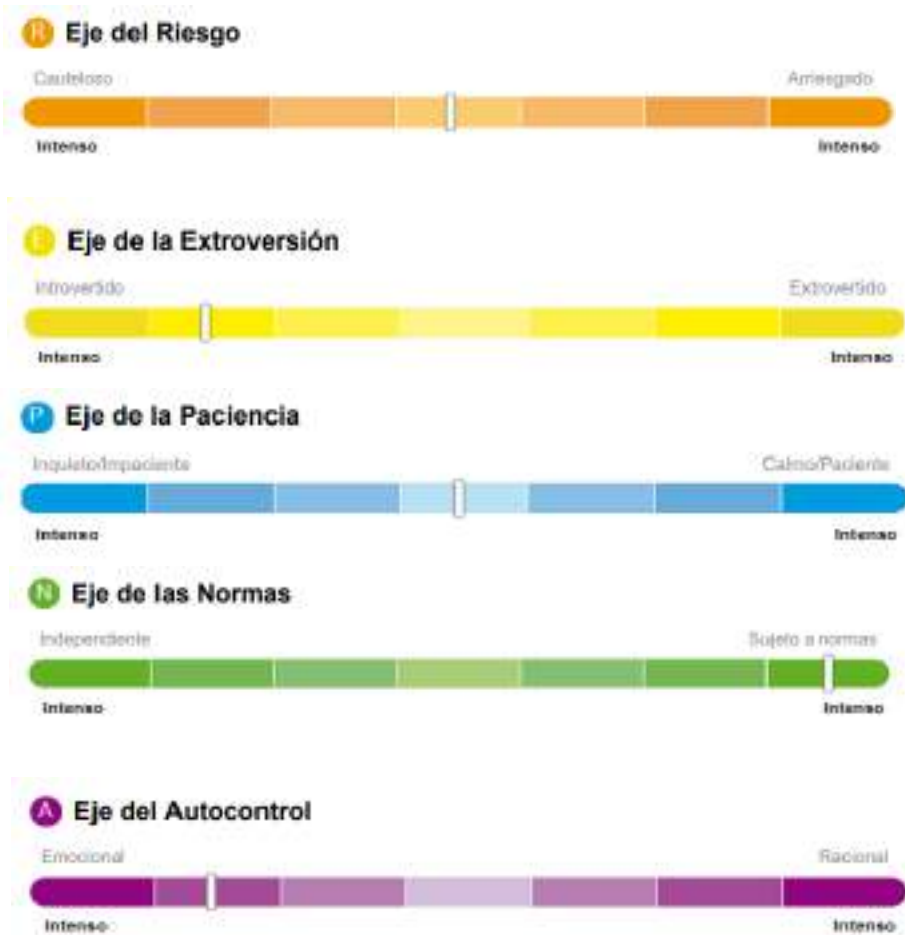 R Eje del Riesgo
Cauteloso Arriesgado
Intenso Intenso
E Eje de la Extroversión
Introvertido Extrovertido
Intenso Intenso
P Eje de la Paciencia
Inquieto/Impaciente Calmo/Paciente
Intenso Intenso
N Eje de las Normas
Independiente Sujeto a normas
Intenso Intenso
A Eje del Autocontrol
Emocional Racional
Intenso Intenso